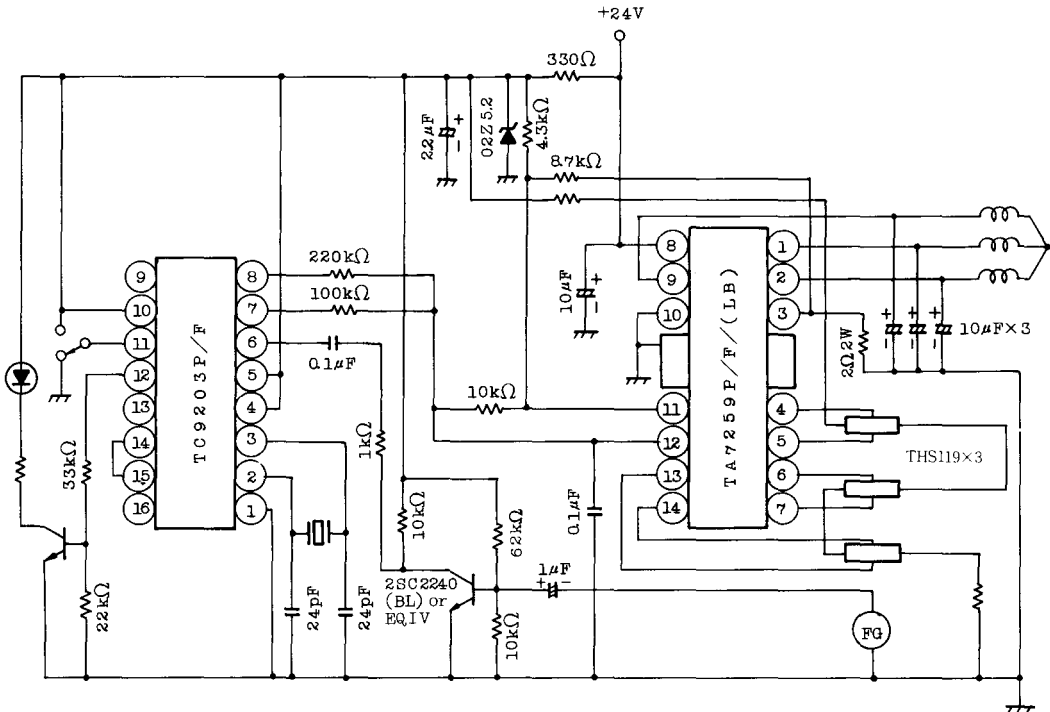 +24V
330Ω
2.2μF
+
-
02Z5.2
4.3kΩ
8.7kΩ
220kΩ
100kΩ
0.1μF
10μF
+
-
TC9203P/F
9
10
11
12
13
14
15
16
8
7
6
5
4
3
2
1
TA7259P/F/(LB)
8
9
10
11
12
13
14
1
2
3
4
5
6
7
+
-
+
-
+
-
10μF×3
2Ω2W
10kΩ
THS119×3
33kΩ
1kΩ
10kΩ
62kΩ
0.1μF
22kΩ
24pF
24pF
2SC2240
(BL) or
EQIV
1μF
+
-
10kΩ
FG